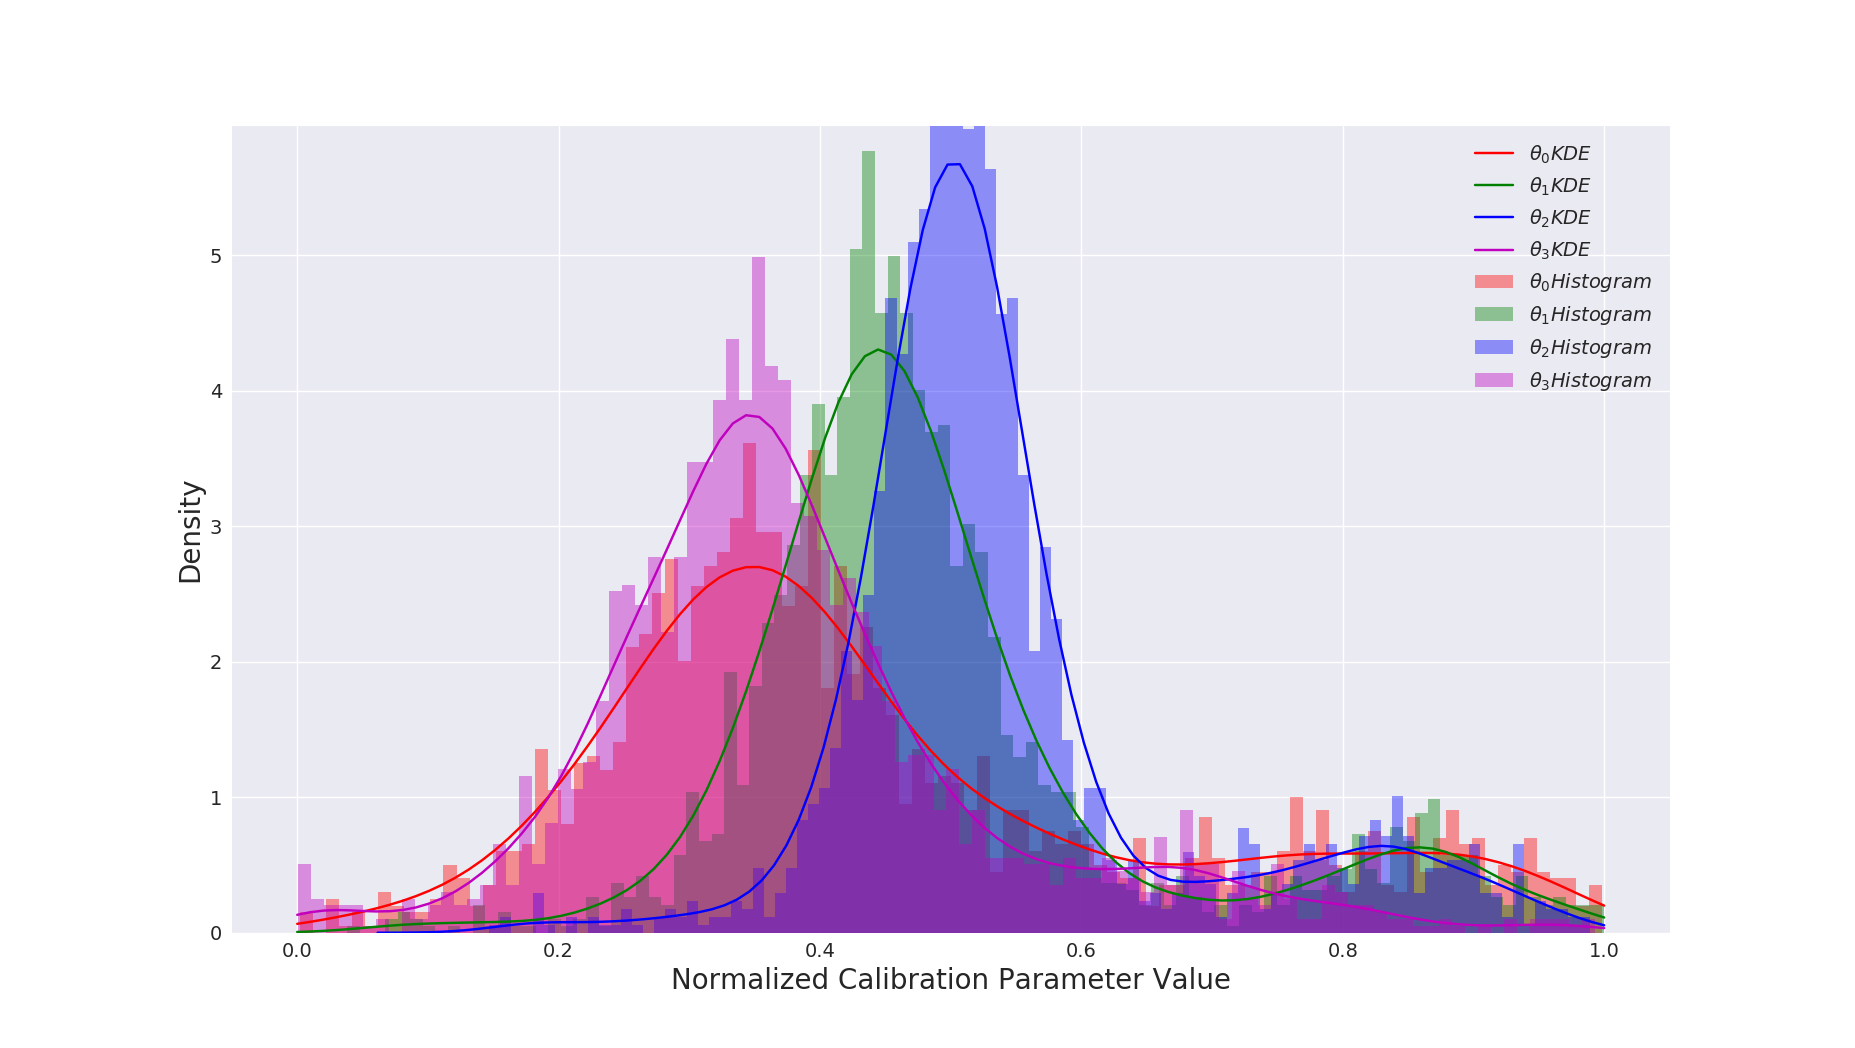 θ₀KDE
θ₁KDE
θ₂KDE
θ₃KDE
θ₀Histogram
θ₁Histogram
θ₂Histogram
θ₃Histogram
5
4
3
2
1
0
Density
0.0 0.2 0.4 0.6 0.8 1.0
Normalized Calibration Parameter Value